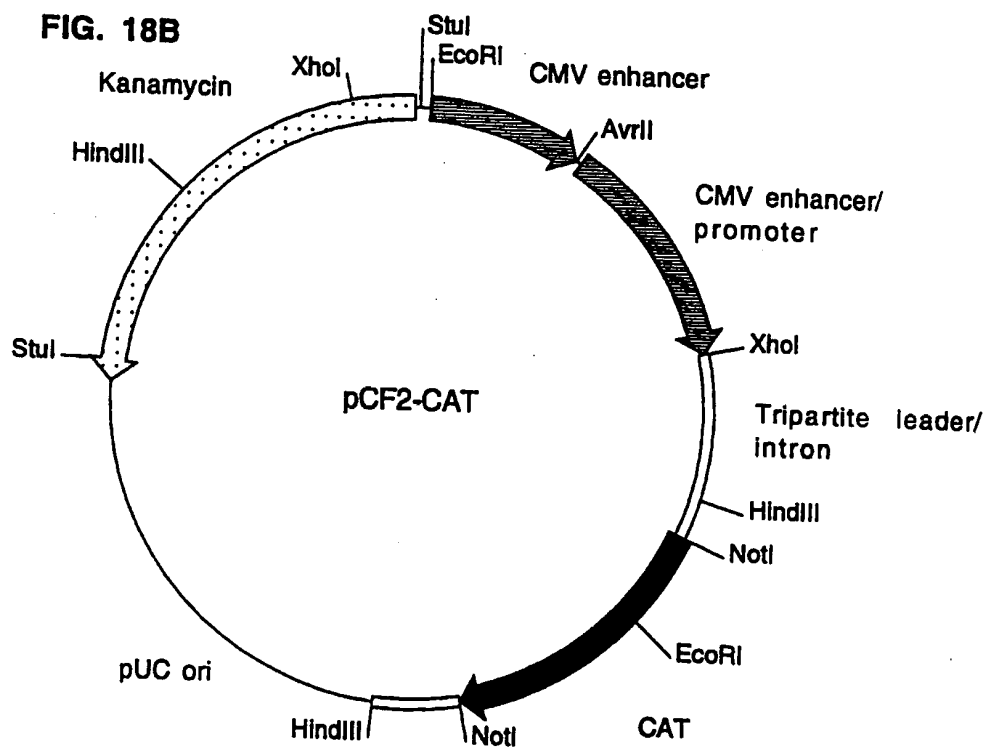 FIG. 18B
StuI
EcoRI
CMV enhancer
XhoI
Kanamycin
AvrII
HindIII
CMV enhancer/
promoter
XhoI
StuI
pCF2-CAT
Tripartite leader/
intron
HindIII
NotI
EcoRI
pUC ori
HindIII
NotI
CAT